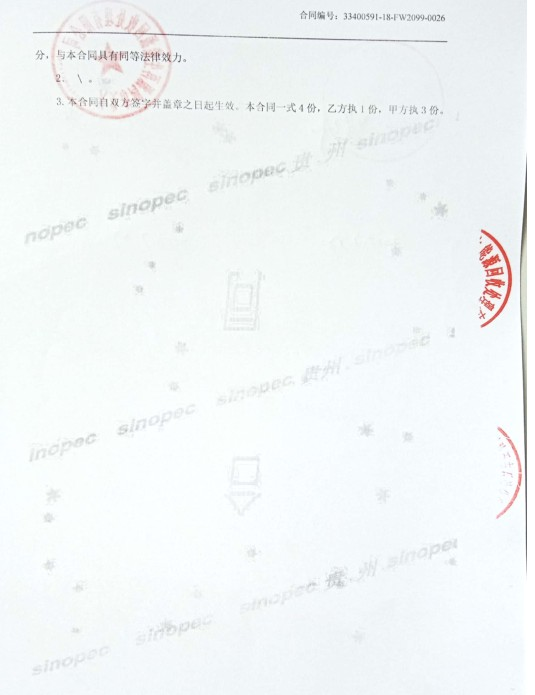 合同编号：33400591-18-FW2099-0026
分，与本合同具有同等法律效力。
2. \ 。
3. 本合同自双方签字并盖章之日起生效。本合同一式 4 份，乙方执 1 份，甲方执 3 份。
nopec sinopec sinopec 贵.州 sinopec
inopec sinopec sinopec. 贵州 . sinopec
sinopec sinopec sinopec 贵.州 .sinopec